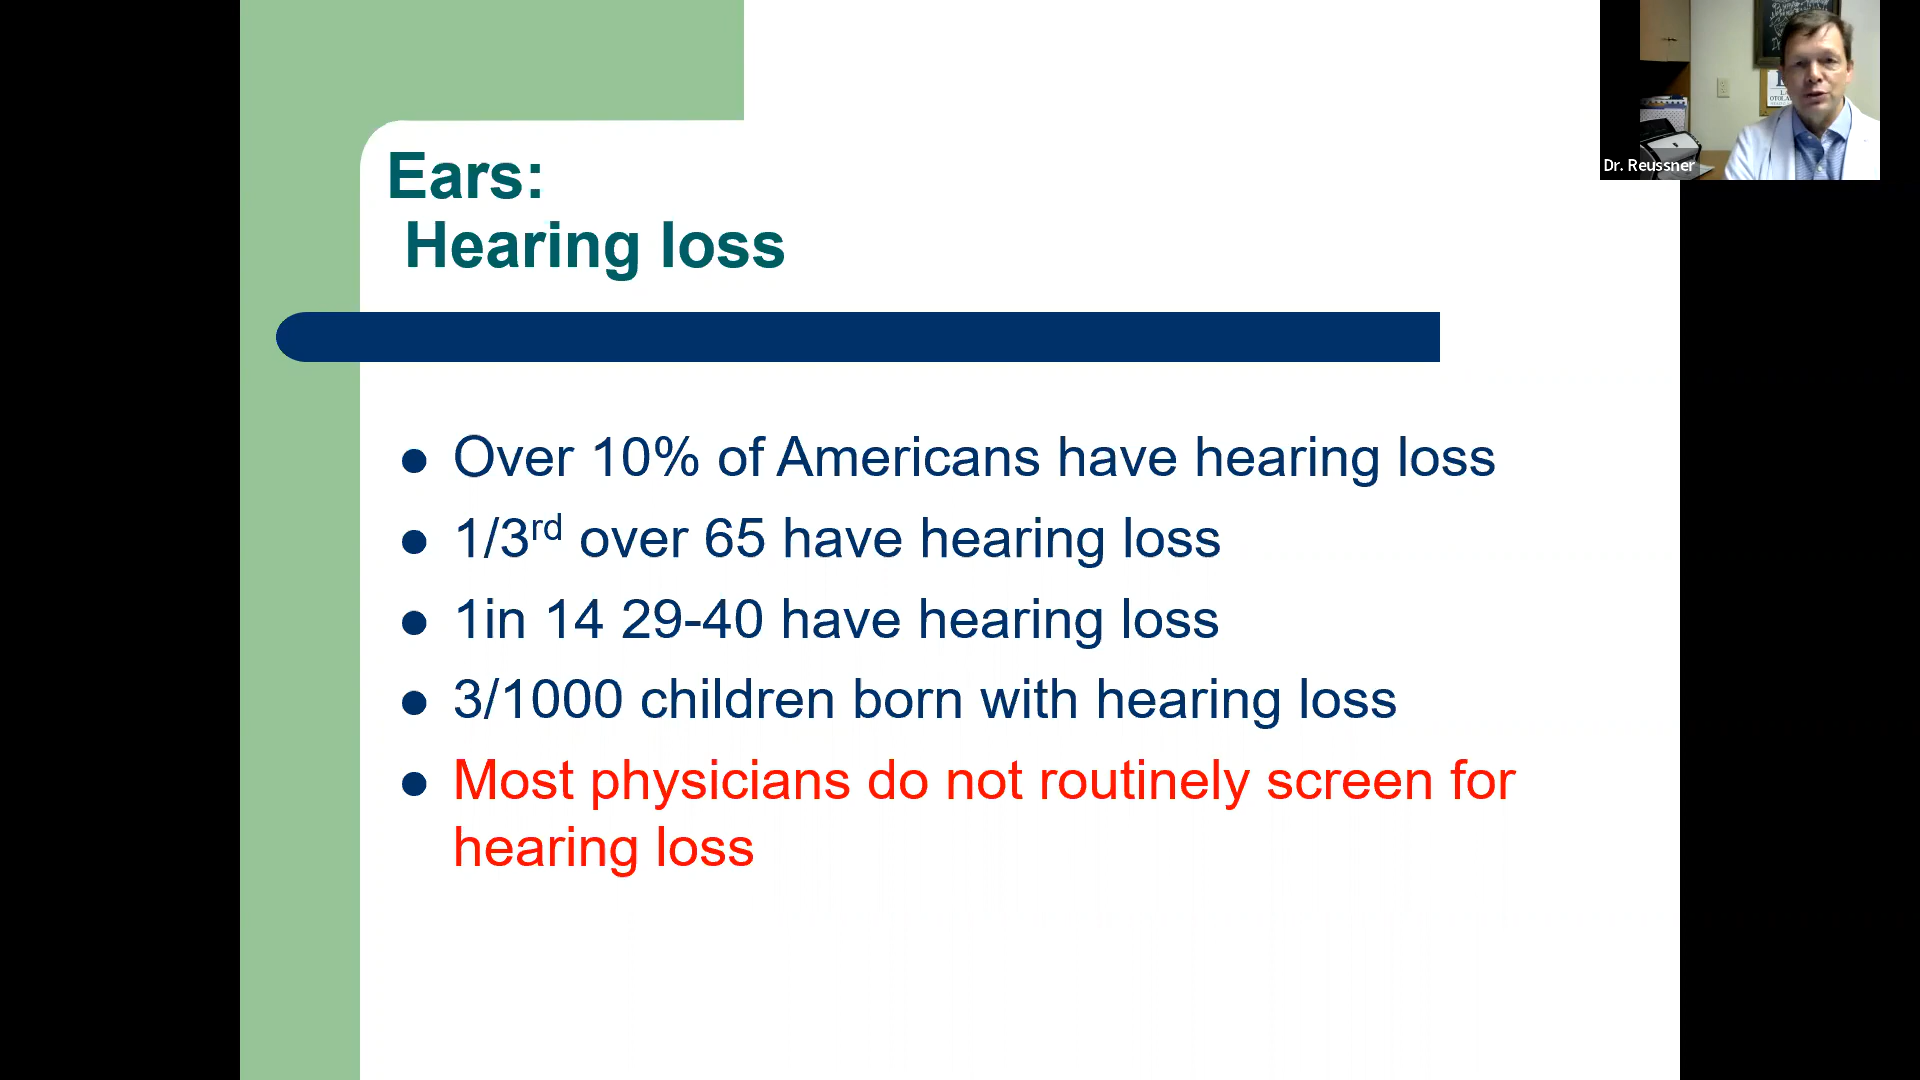 Ears:
Hearing loss
Over 10% of Americans have hearing loss
1/3rd over 65 have hearing loss
1in 14 29-40 have hearing loss
3/1000 children born with hearing loss
Most physicians do not routinely screen for
hearing loss
Dr. Reussner